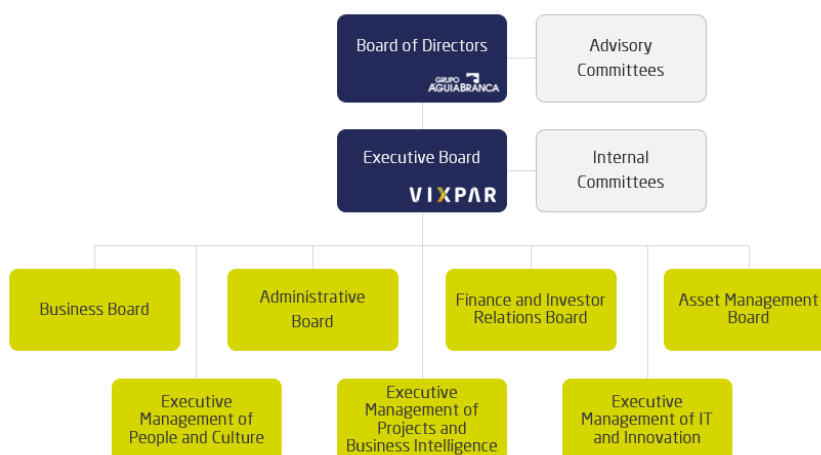 Board of Directors
GRUPO
ÁGUIABRANCA
Advisory
Committees
Executive Board
VIXPAR
Internal
Committees
Business Board
Administrative
Board
Finance and Investor
Relations Board
Asset Management
Board
Executive
Management of
People and Culture
Executive
Management of
Projects and
Business Intelligence
Executive
Management of IT
and Innovation